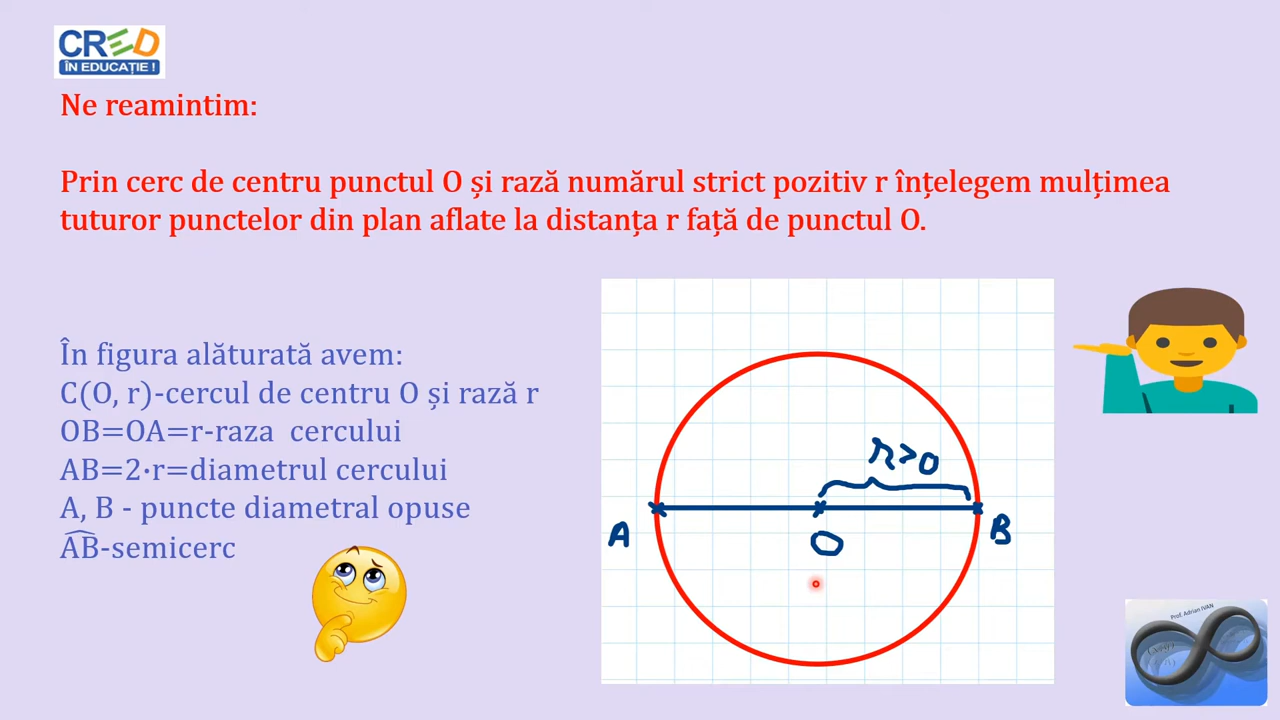 CRED
ÎN EDUCAȚIE !
Ne reamintim:
Prin cerc de centru punctul O și rază numărul strict pozitiv r înțelegem mulțimea
tuturor punctelor din plan aflate la distanța r față de punctul O.
În figura alăturată avem:
C(O, r)-cercul de centru O și rază r
OB=OA=r-raza cercului
AB=2·r=diametrul cercului
A, B - puncte diametral opuse
A͡B-semicerc
r>0
A
O
B
Prof. Adrian IVAN